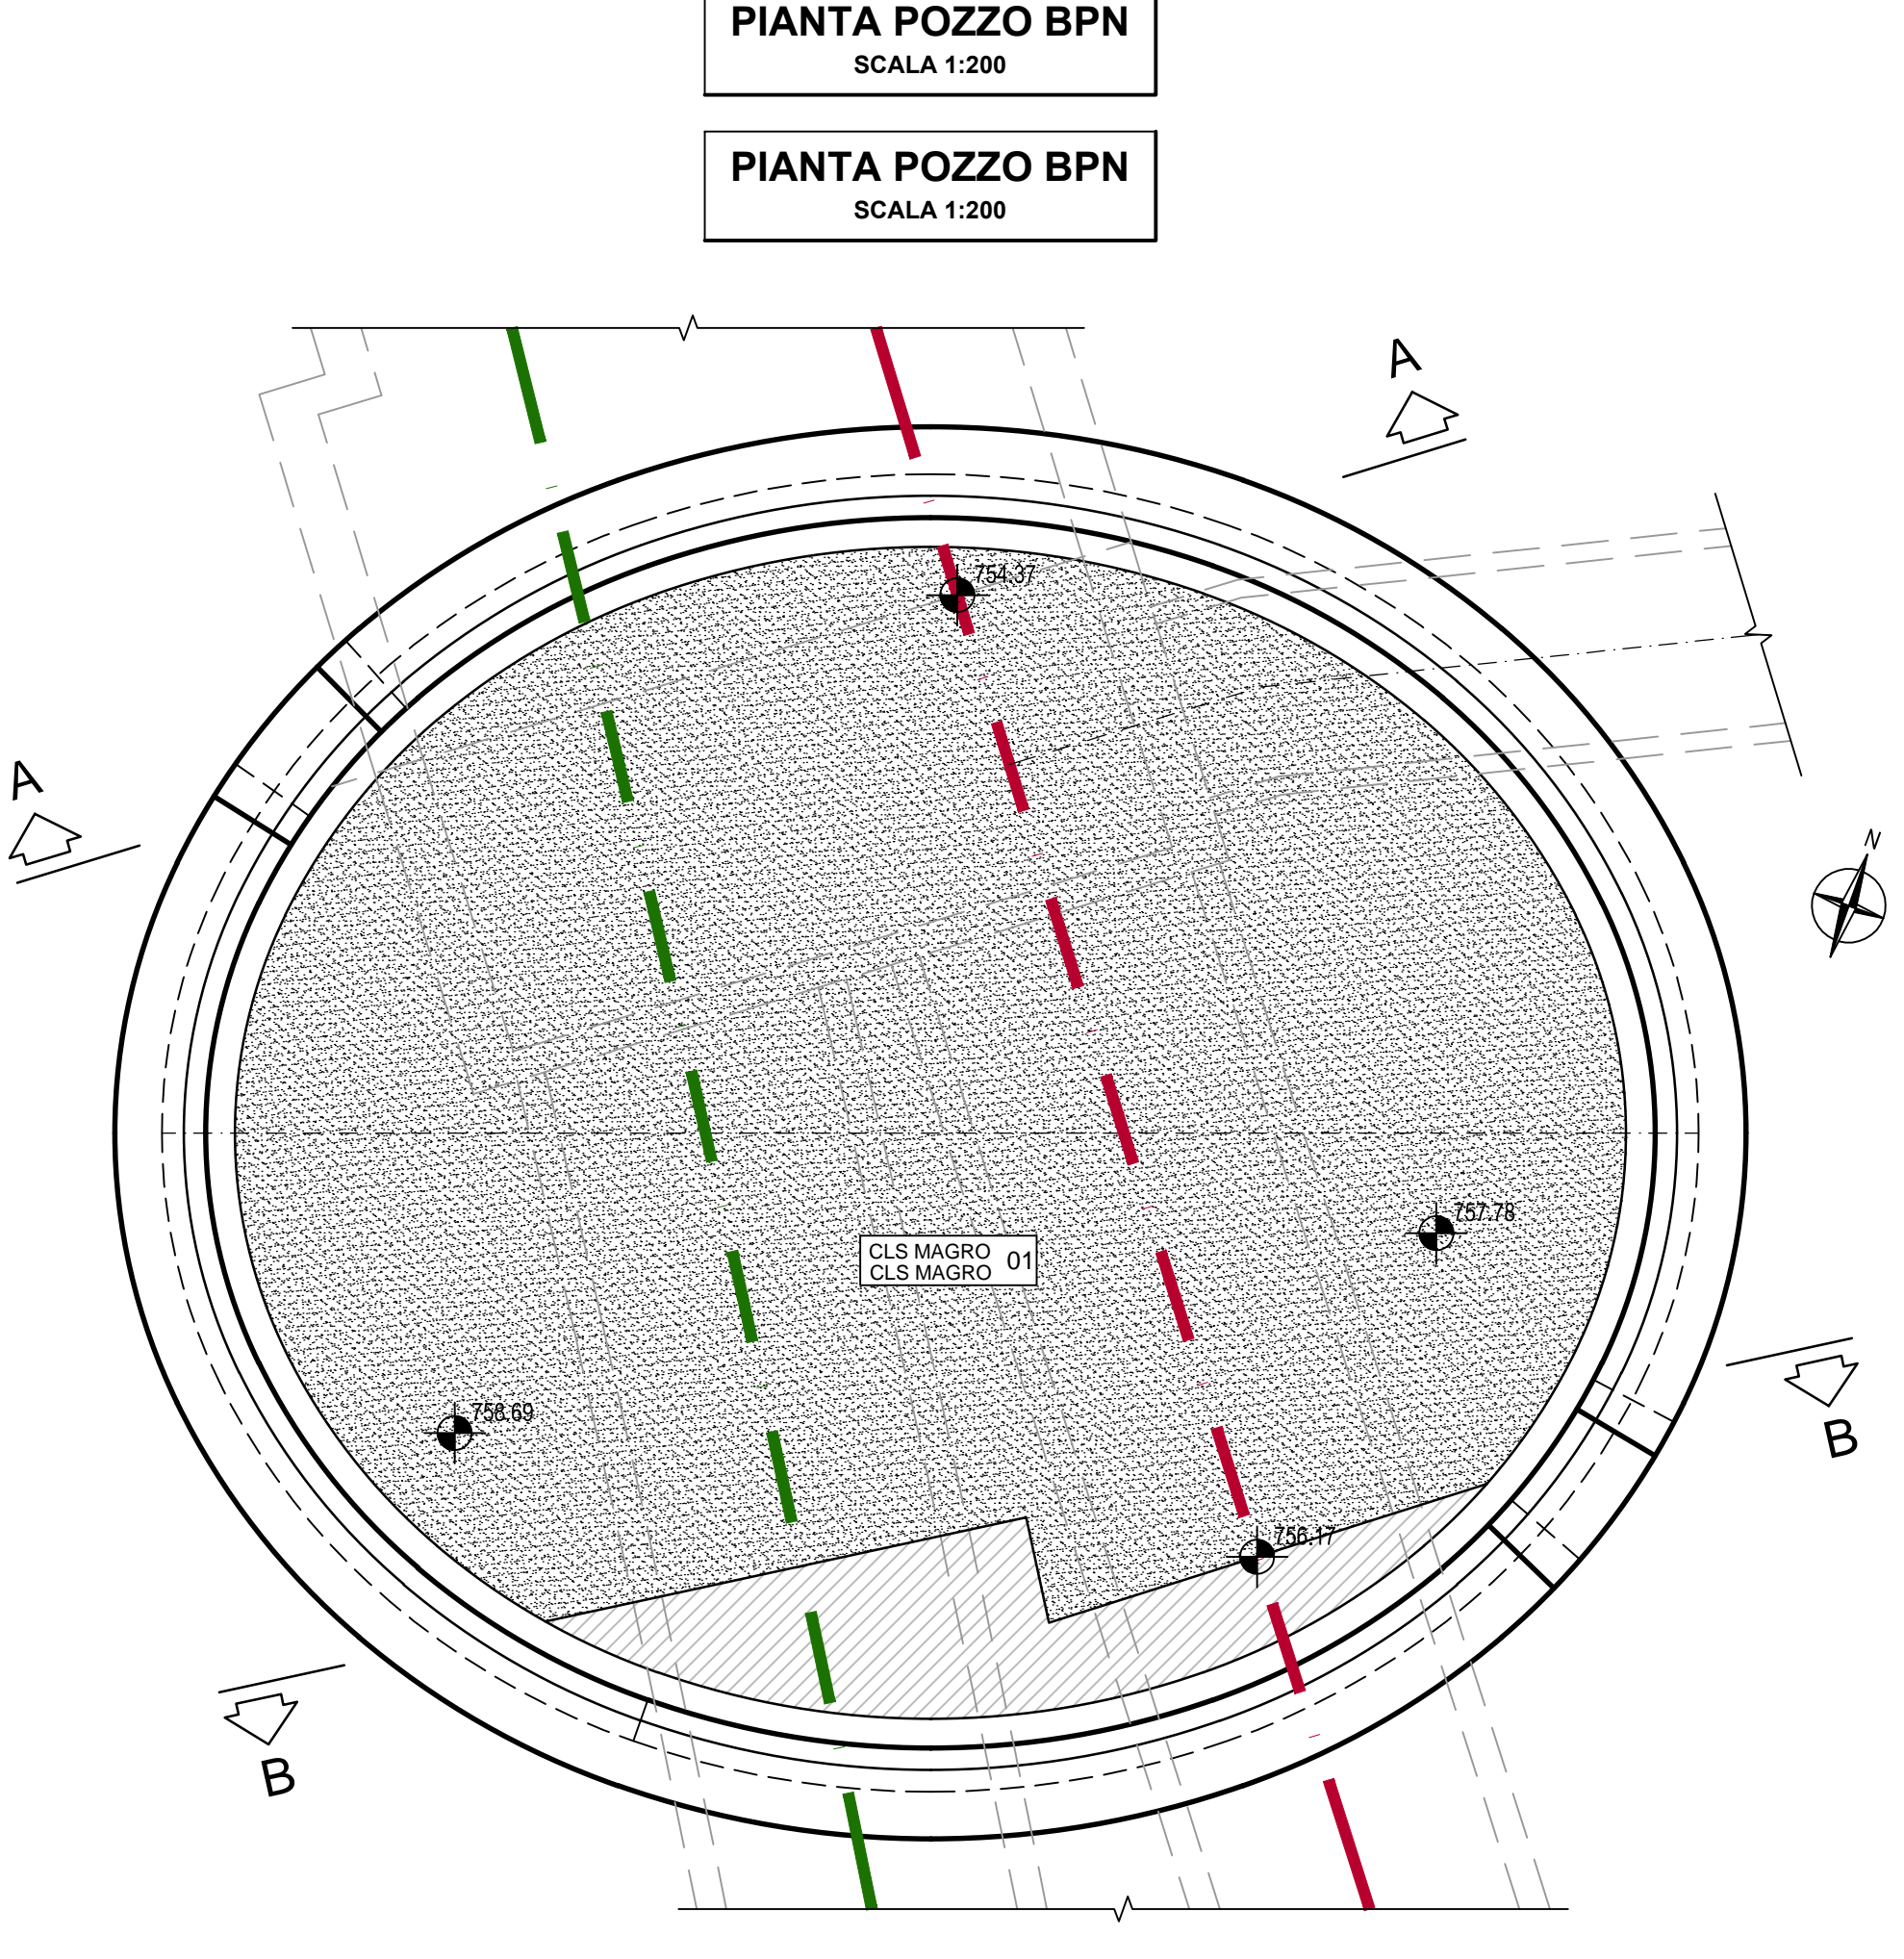 PIANTA POZZO BPN
SCALA 1:200
PIANTA POZZO BPN
SCALA 1:200
A
754.37
A
N
757.78
CLS MAGRO 01
CLS MAGRO
758.69
B
756.17
B